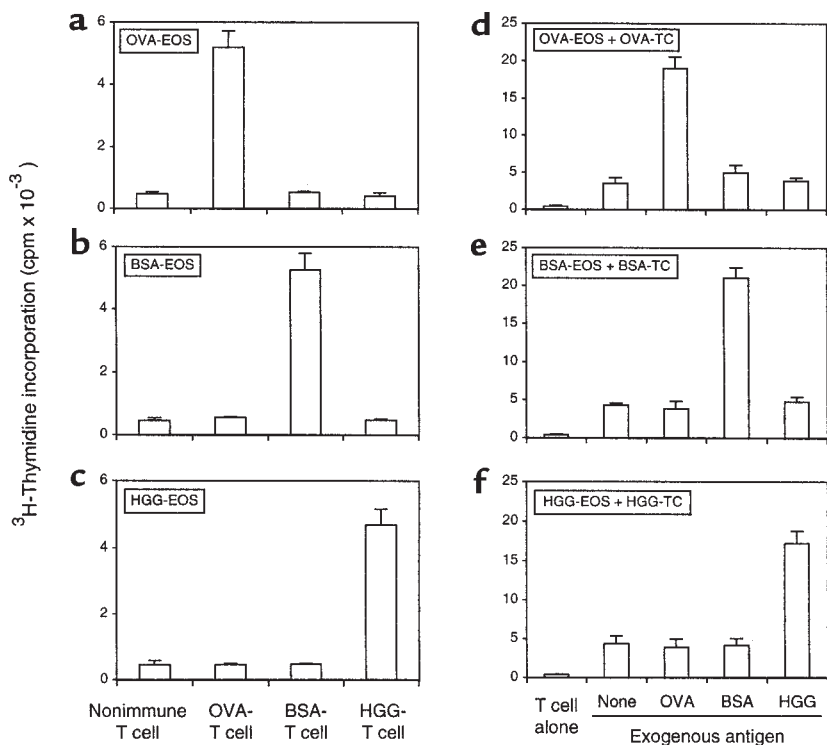 ³H-Thymidine incorporation (cpm x 10⁻³)
a
OVA-EOS
6
4
2
0
b
BSA-EOS
6
4
2
0
c
HGG-EOS
6
4
2
0
Nonimmune OVA- BSA- HGG-
T cell T cell T cell T cell
d
OVA-EOS + OVA-TC
25
20
15
10
5
0
e
BSA-EOS + BSA-TC
25
20
15
10
5
0
f
HGG-EOS + HGG-TC
25
20
15
10
5
0
T cell
alone
None OVA BSA HGG
Exogenous antigen